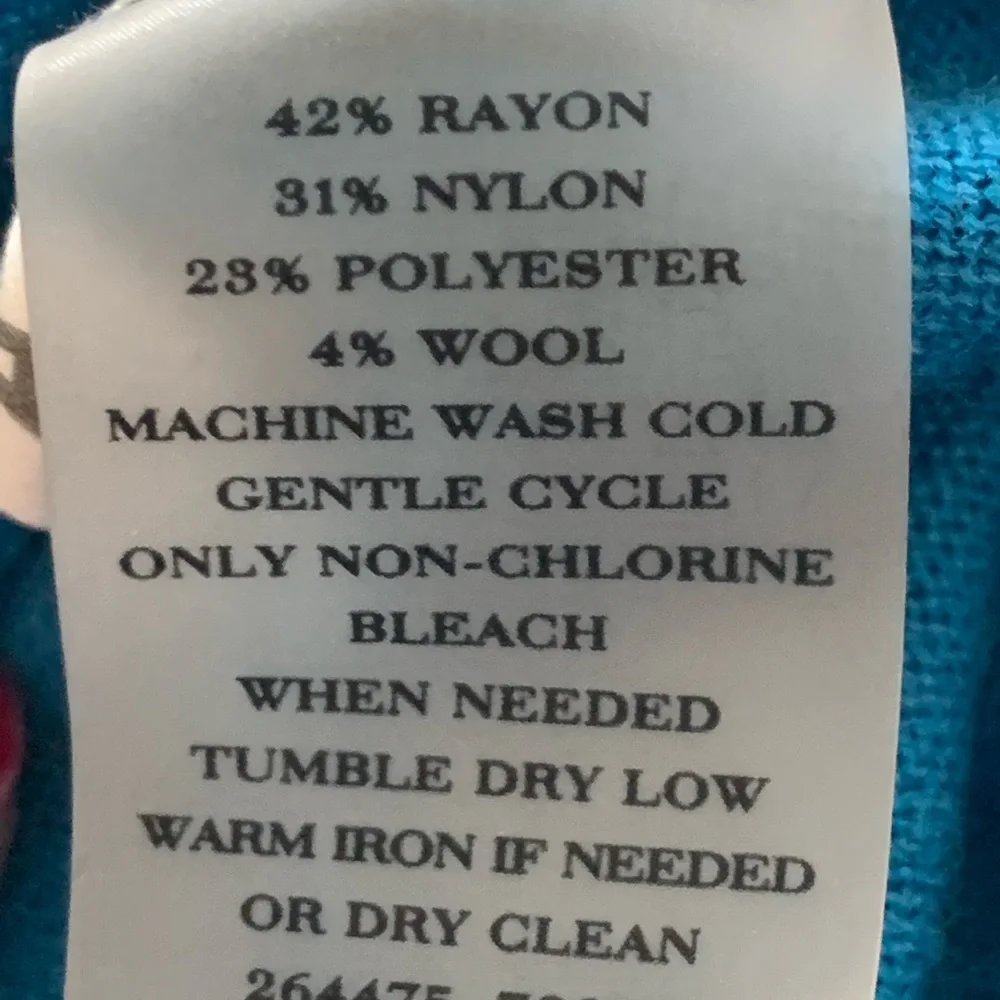 42% RAYON
31% NYLON
23% POLYESTER
4% WOOL
MACHINE WASH COLD
GENTLE CYCLE
ONLY NON-CHLORINE
BLEACH
WHEN NEEDED
TUMBLE DRY LOW
WARM IRON IF NEEDED
OR DRY CLEAN
264475